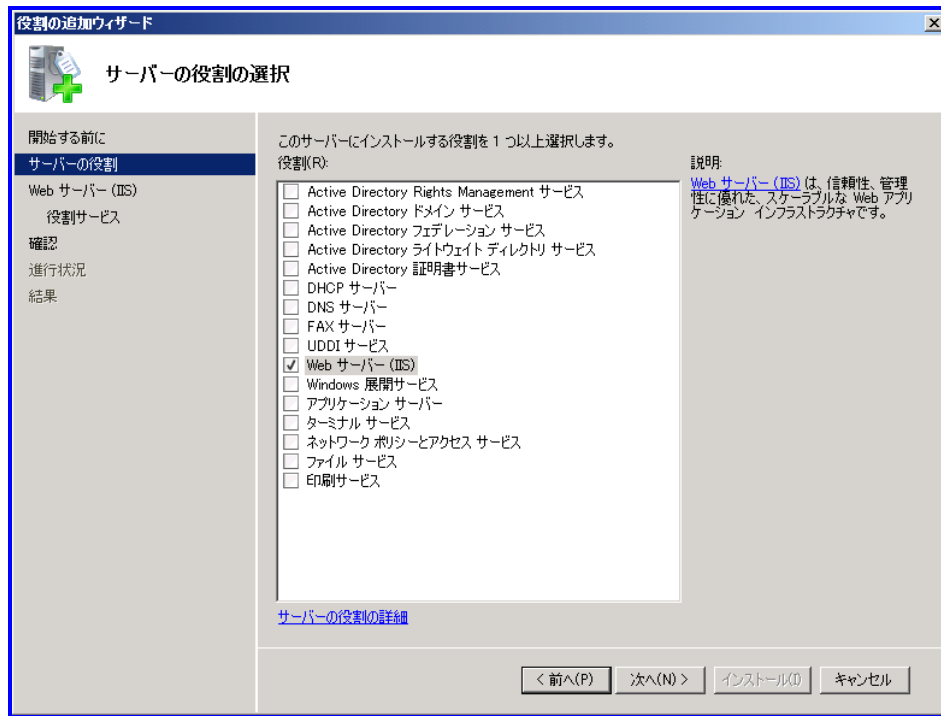 役割の追加ウィザード
サーバーの役割の選択
開始する前に
サーバーの役割
Web サーバー (IIS)
役割サービス
確認
進行状況
結果
このサーバーにインストールする役割を 1 つ以上選択します。
役割(R):
Active Directory Rights Management サービス
Active Directory ドメイン サービス
Active Directory フェデレーション サービス
Active Directory ライトウェイト ディレクトリ サービス
Active Directory 証明書サービス
DHCP サーバー
DNS サーバー
FAX サーバー
UDDI サービス
Web サーバー (IIS)
Windows 展開サービス
アプリケーション サーバー
ターミナル サービス
ネットワーク ポリシーとアクセス サービス
ファイル サービス
印刷サービス
サーバーの役割の詳細
説明:
Web サーバー (IIS) は、信頼性、管理
性に優れた、スケーラブルな Web アプリ
ケーション インフラストラクチャです。
< 前へ(P)
次へ(N) >
インストール(I)
キャンセル